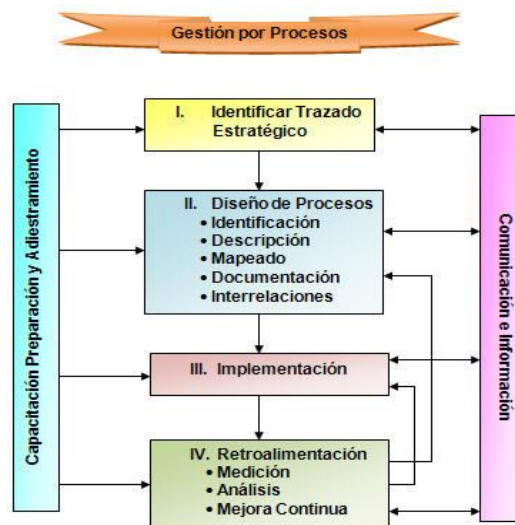 Gestión por Procesos
Capacitación Preparación y Adiestramiento
I. Identificar Trazado
Estratégico
II. Diseño de Procesos
• Identificación
• Descripción
• Mapeado
• Documentación
• Interrelaciones
III. Implementación
IV. Retroalimentación
• Medición
• Análisis
• Mejora Continua
Comunicación e Información